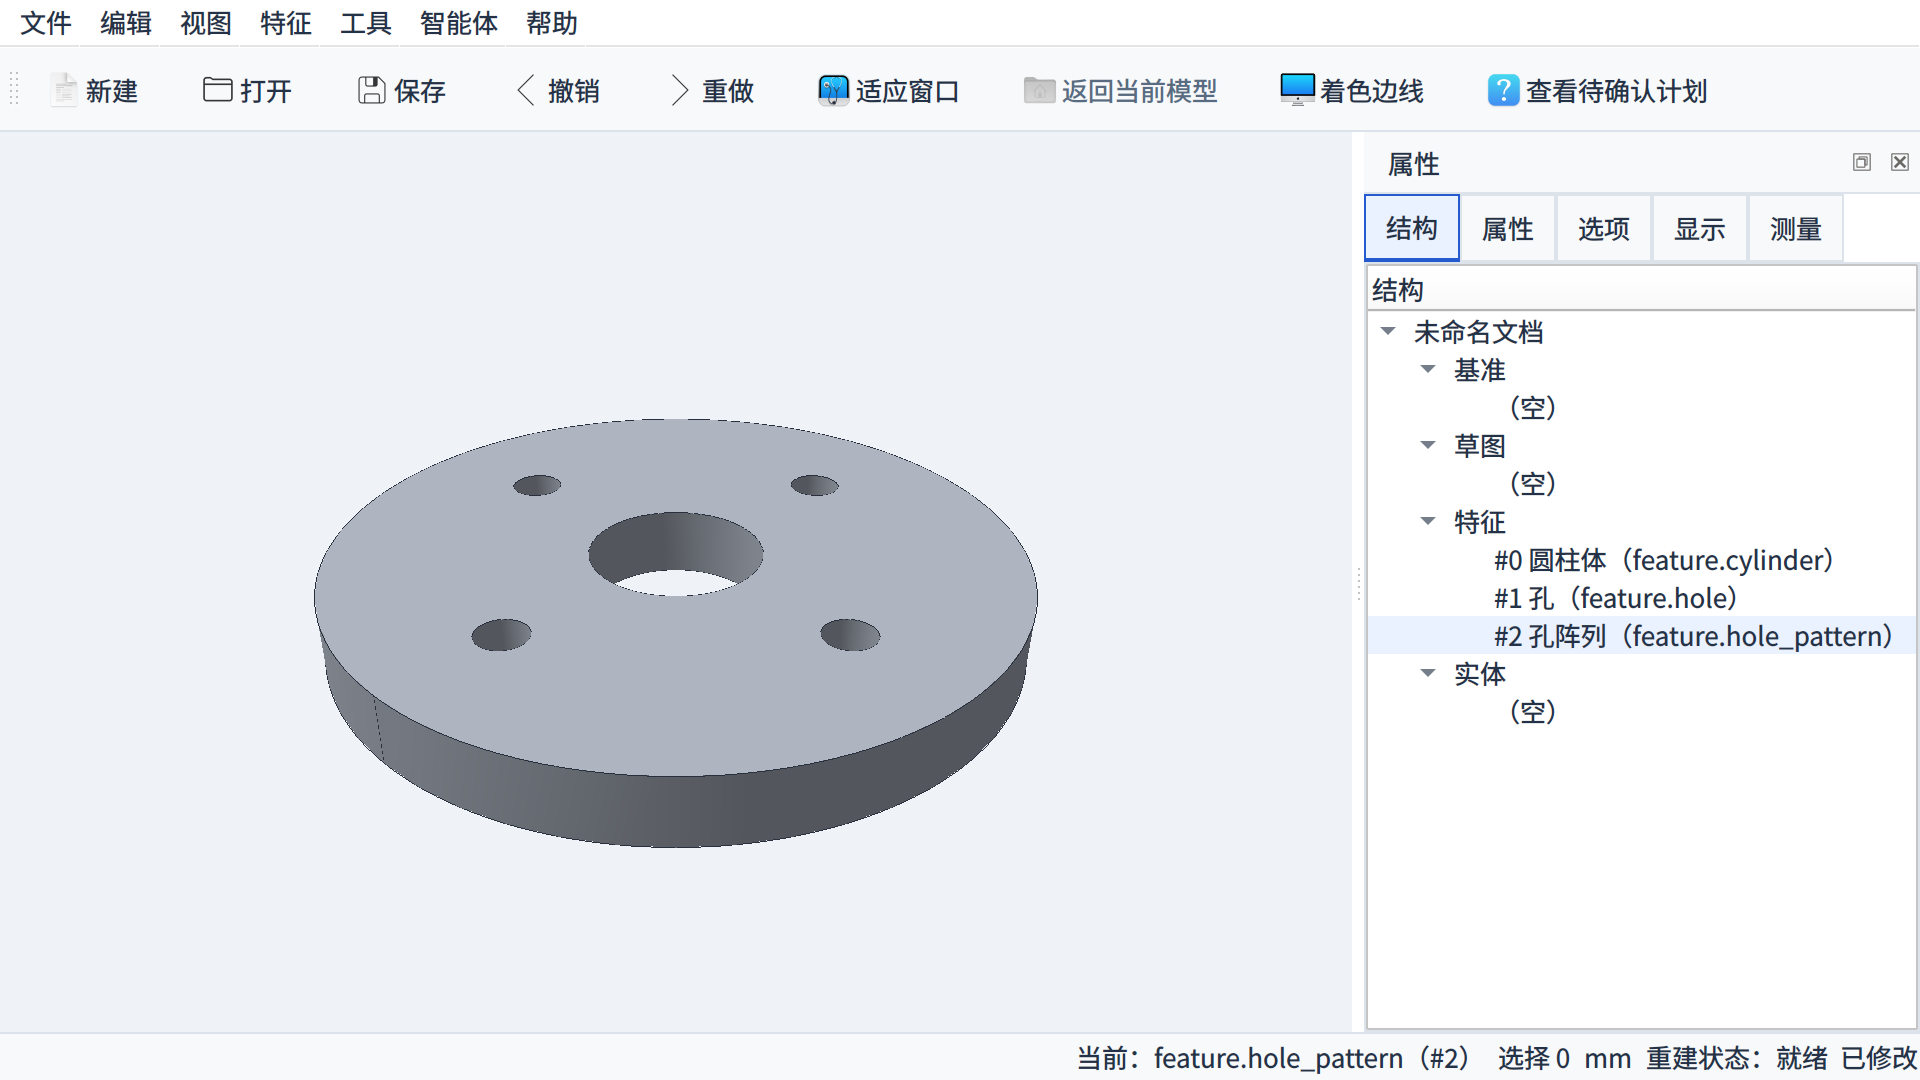 文件 编辑 视图 特征 工具 智能体 帮助
新建 打开 保存 撤销 重做 适应窗口 返回当前模型 着色边线 查看待确认计划
属性
结构 属性 选项 显示 测量
结构
未命名文档
基准
（空）
草图
（空）
特征
#0 圆柱体（feature.cylinder）
#1 孔（feature.hole）
#2 孔阵列（feature.hole_pattern）
实体
（空）
当前：feature.hole_pattern（#2） 选择 0 mm 重建状态：就绪 已修改